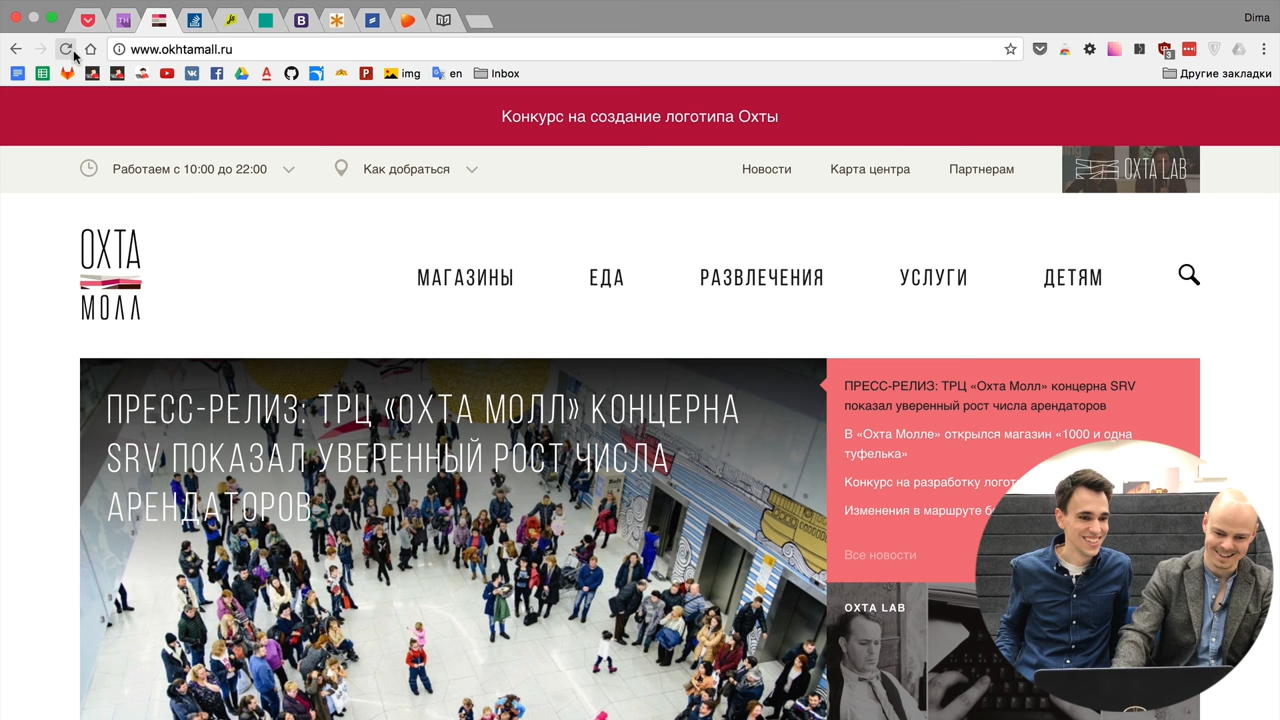 Dima
www.okhtamall.ru
3
img
en
Inbox
Другие закладки
Конкурс на создание логотипа Охты
Работаем с 10:00 до 22:00
Как добраться
Новости
Карта центра
Партнерам
OXTA LAB
ОХТА
МОЛЛ
МАГАЗИНЫ
ЕДА
РАЗВЛЕЧЕНИЯ
УСЛУГИ
ДЕТЯМ
ПРЕСС-РЕЛИЗ: ТРЦ «ОХТА МОЛЛ» КОНЦЕРНА
SRV ПОКАЗАЛ УВЕРЕННЫЙ РОСТ ЧИСЛА
АРЕНДАТОРОВ
ПРЕСС-РЕЛИЗ: ТРЦ «Охта Молл» концерна SRV
показал уверенный рост числа арендаторов
В «Охта Молле» открылся магазин «1000 и одна
туфелька»
Конкурс на разработку
Изменения в маршруте
Все новости
OXTA LAB